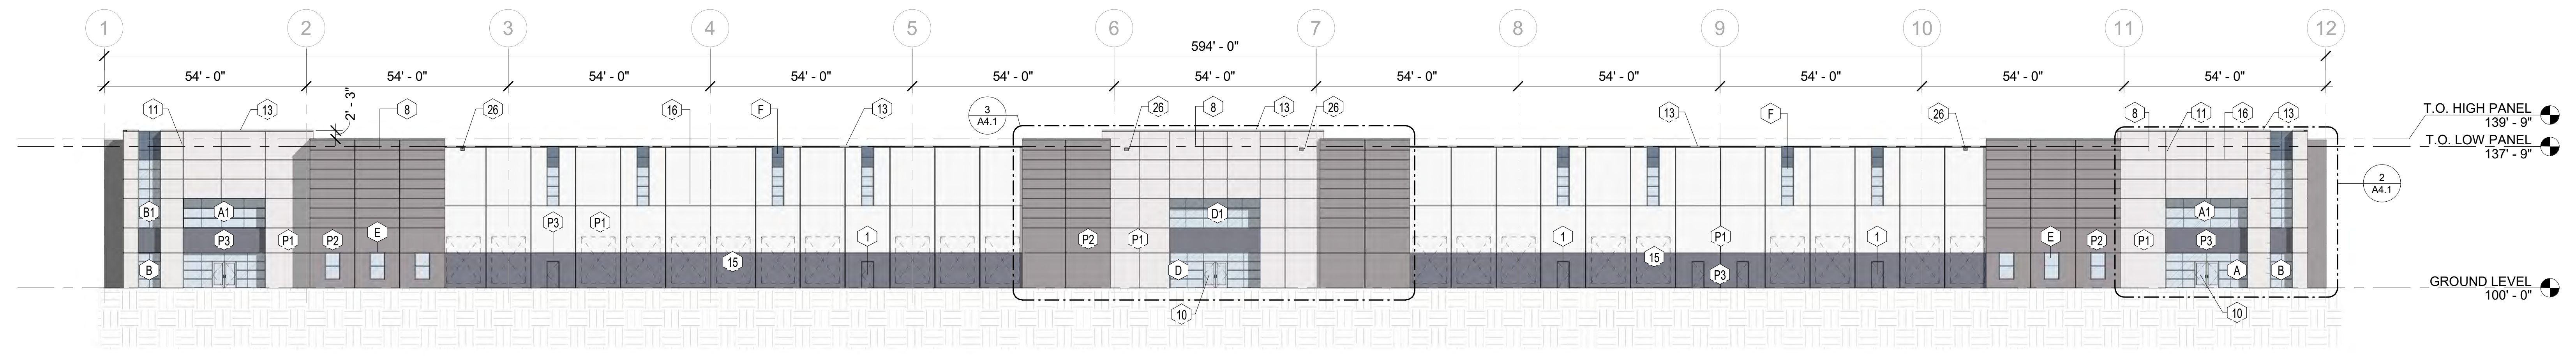 1 2 3 4 5 6 7 8 9 10 11 12
594' - 0"
54' - 0" 54' - 0" 54' - 0" 54' - 0" 54' - 0" 54' - 0" 54' - 0" 54' - 0" 54' - 0" 54' - 0" 54' - 0"
11 13 2' - 3" 8 26 16 F 13 3 26 8 13 26 13 F 26 8 11 16 13 T.O. HIGH PANEL
A4.1 139' - 9"
T.O. LOW PANEL
137' - 9"
2
A4.1
B1 A1 P3 P1 D1 A1
P3 P1 P2 E 1 P2 P1 1 P1 1 E P2 P1 P3
B 15 D 15 P3 A B
GROUND LEVEL
100' - 0"
10 10